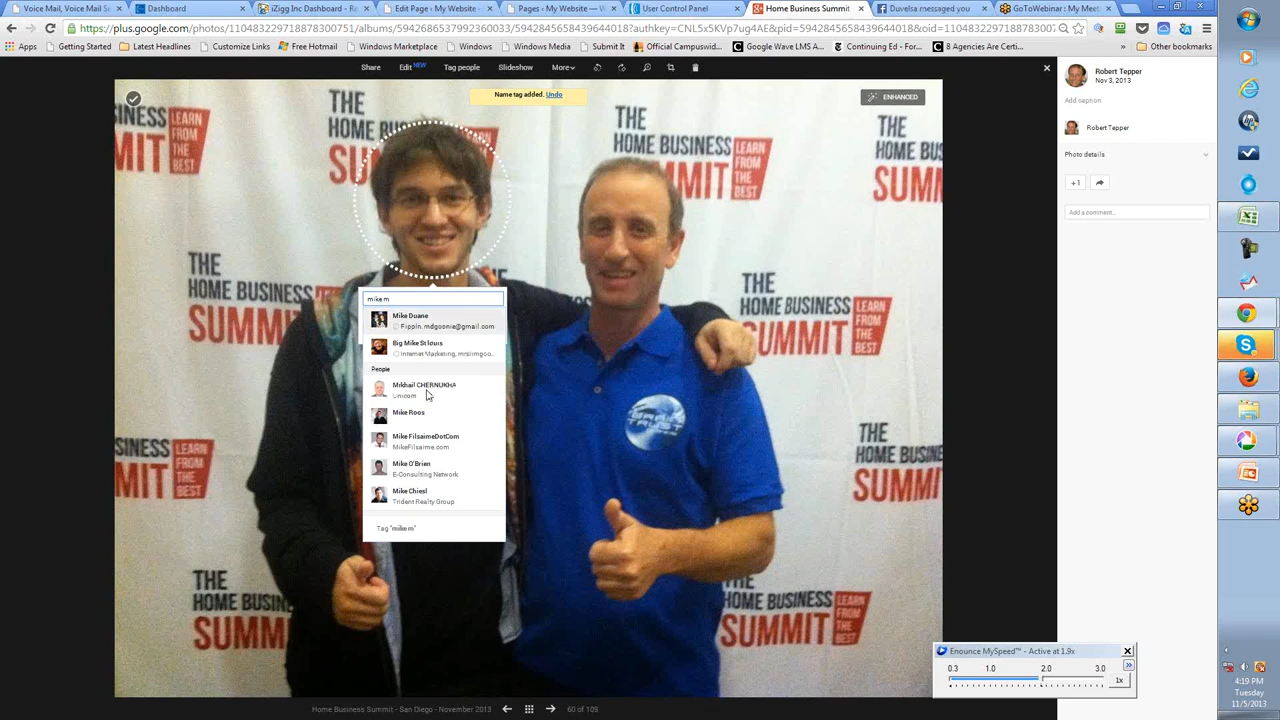 Voice Mail, Voice Mail Se
Dashboard
iZigg Inc Dashboard - Re
Edit Page ‹ My Website
Pages ‹ My Website — W
User Control Panel
Home Business Summit
Duvelsa messaged you
GoToWebinar : My Meeti
https://plus.google.com/photos/110483229718878300751/album/5942686537992360033/5942845658439644018?authkey=CNL5x5KVp7ug4AE&pid=5942845658439644018&oid=110483229718878300
Apps
Getting Started
Latest Headlines
Customize Links
Free Hotmail
Windows Marketplace
Windows Media
Windows
Submit It
Official Campuswid...
Google Wave LMS A...
Continuing Ed - For...
8 Agencies Are Certi...
»
Other bookmarks
Share
Edit NEW
Tag people
Slideshow
More
Name tag added. Undo
ENHANCED
Robert Tepper
Nov 3, 2013
Add caption
Robert Tepper
Photo details
+1
Add a comment...
THE
HOME BUSINESS
SUMMIT
LEARN
FROM
THE
BEST
mike m
Mike Duane
Flippin, mdgoonie@gmail.com
Big Mike St louis
People
Mikhail CHERNUKHA
Unicom
Mike Roos
Mike FilsaimeDotCom
MikeFilsaime.com
Mike O'Brien
E-Consulting Network
Mike Chiesl
Trident Realty Group
Tag "mike m"
Enounce MySpeed™ - Active at 1.9x
0.3 1.0 2.0 3.0
1x
Home Business Summit - San Diego - November 2013
60 of 109
4:19 PM
Tuesday
11/5/2013